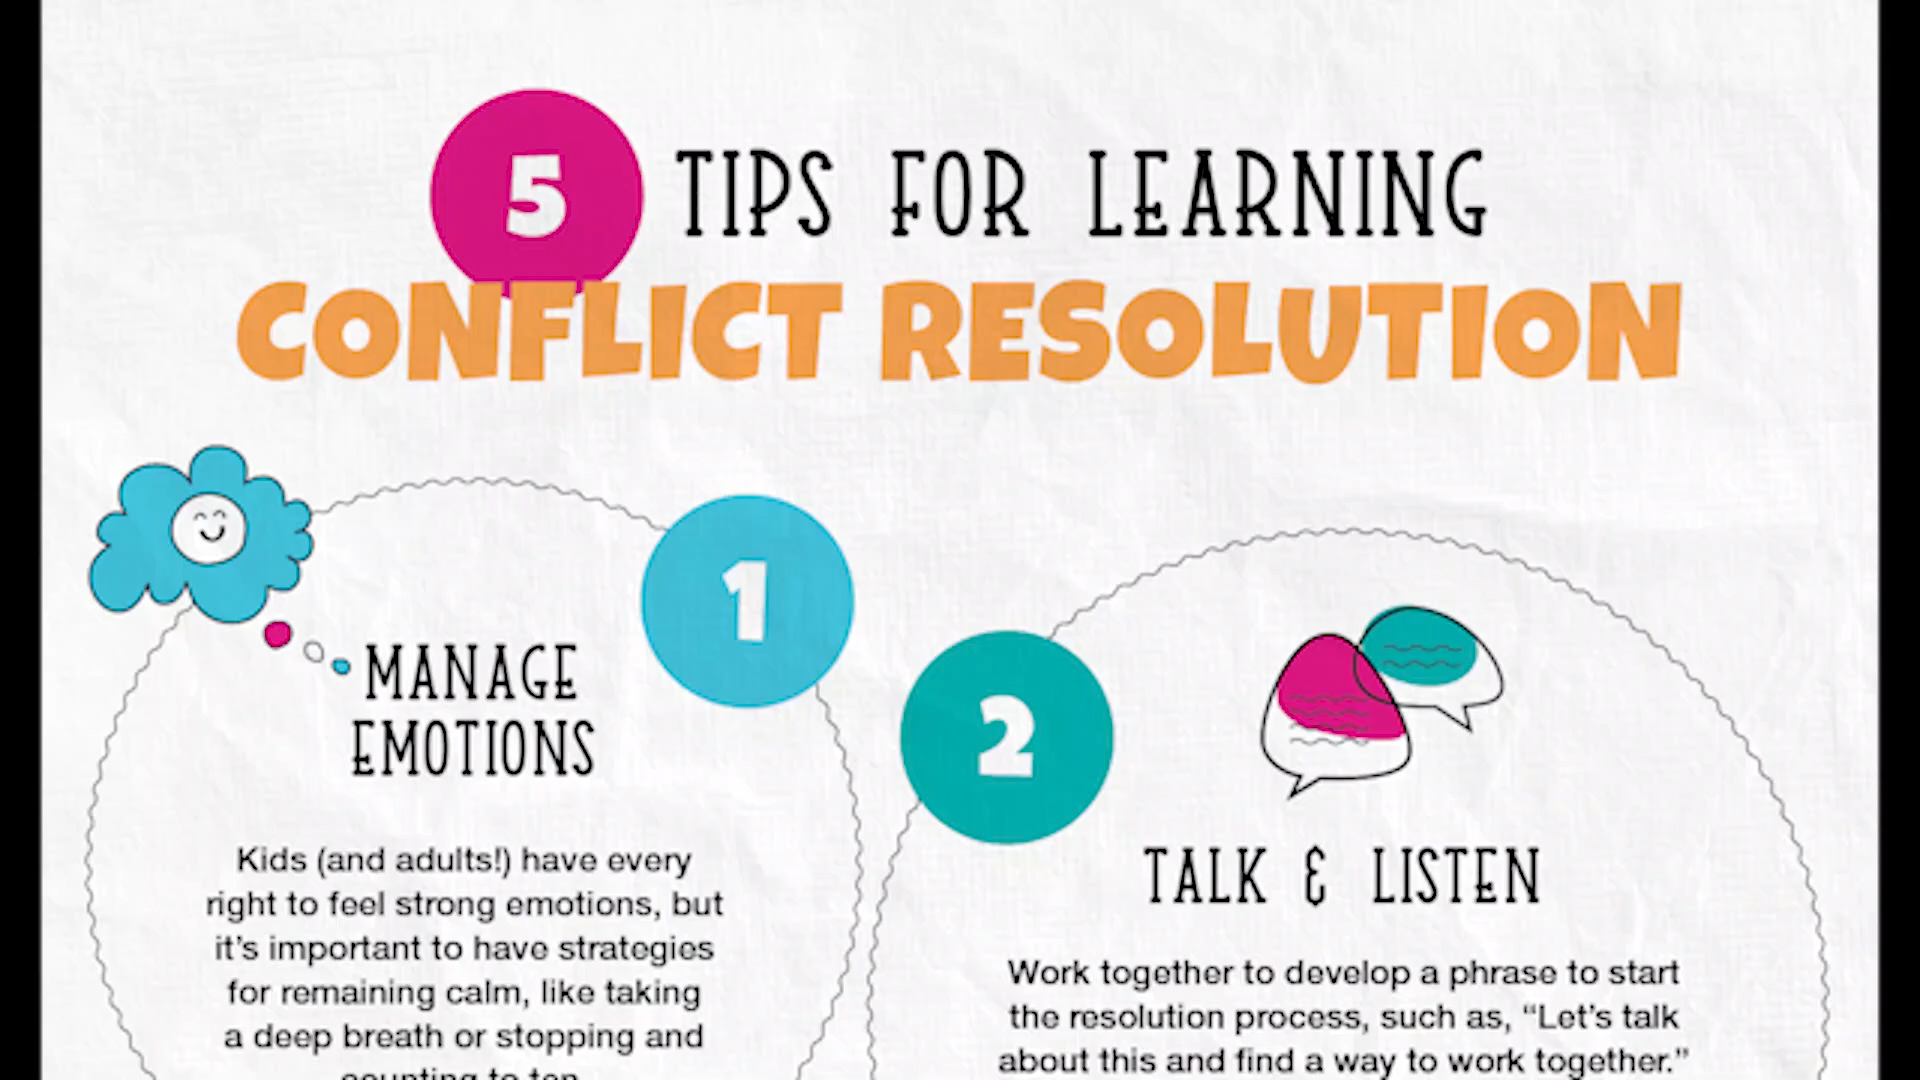 5 TIPS FOR LEARNING
CONFLICT RESOLUTION
1
MANAGE
EMOTIONS
Kids (and adults!) have every
right to feel strong emotions, but
it's important to have strategies
for remaining calm, like taking
a deep breath or stopping and
counting to ten.
2
TALK & LISTEN
Work together to develop a phrase to start
the resolution process, such as, “Let's talk
about this and find a way to work together.”